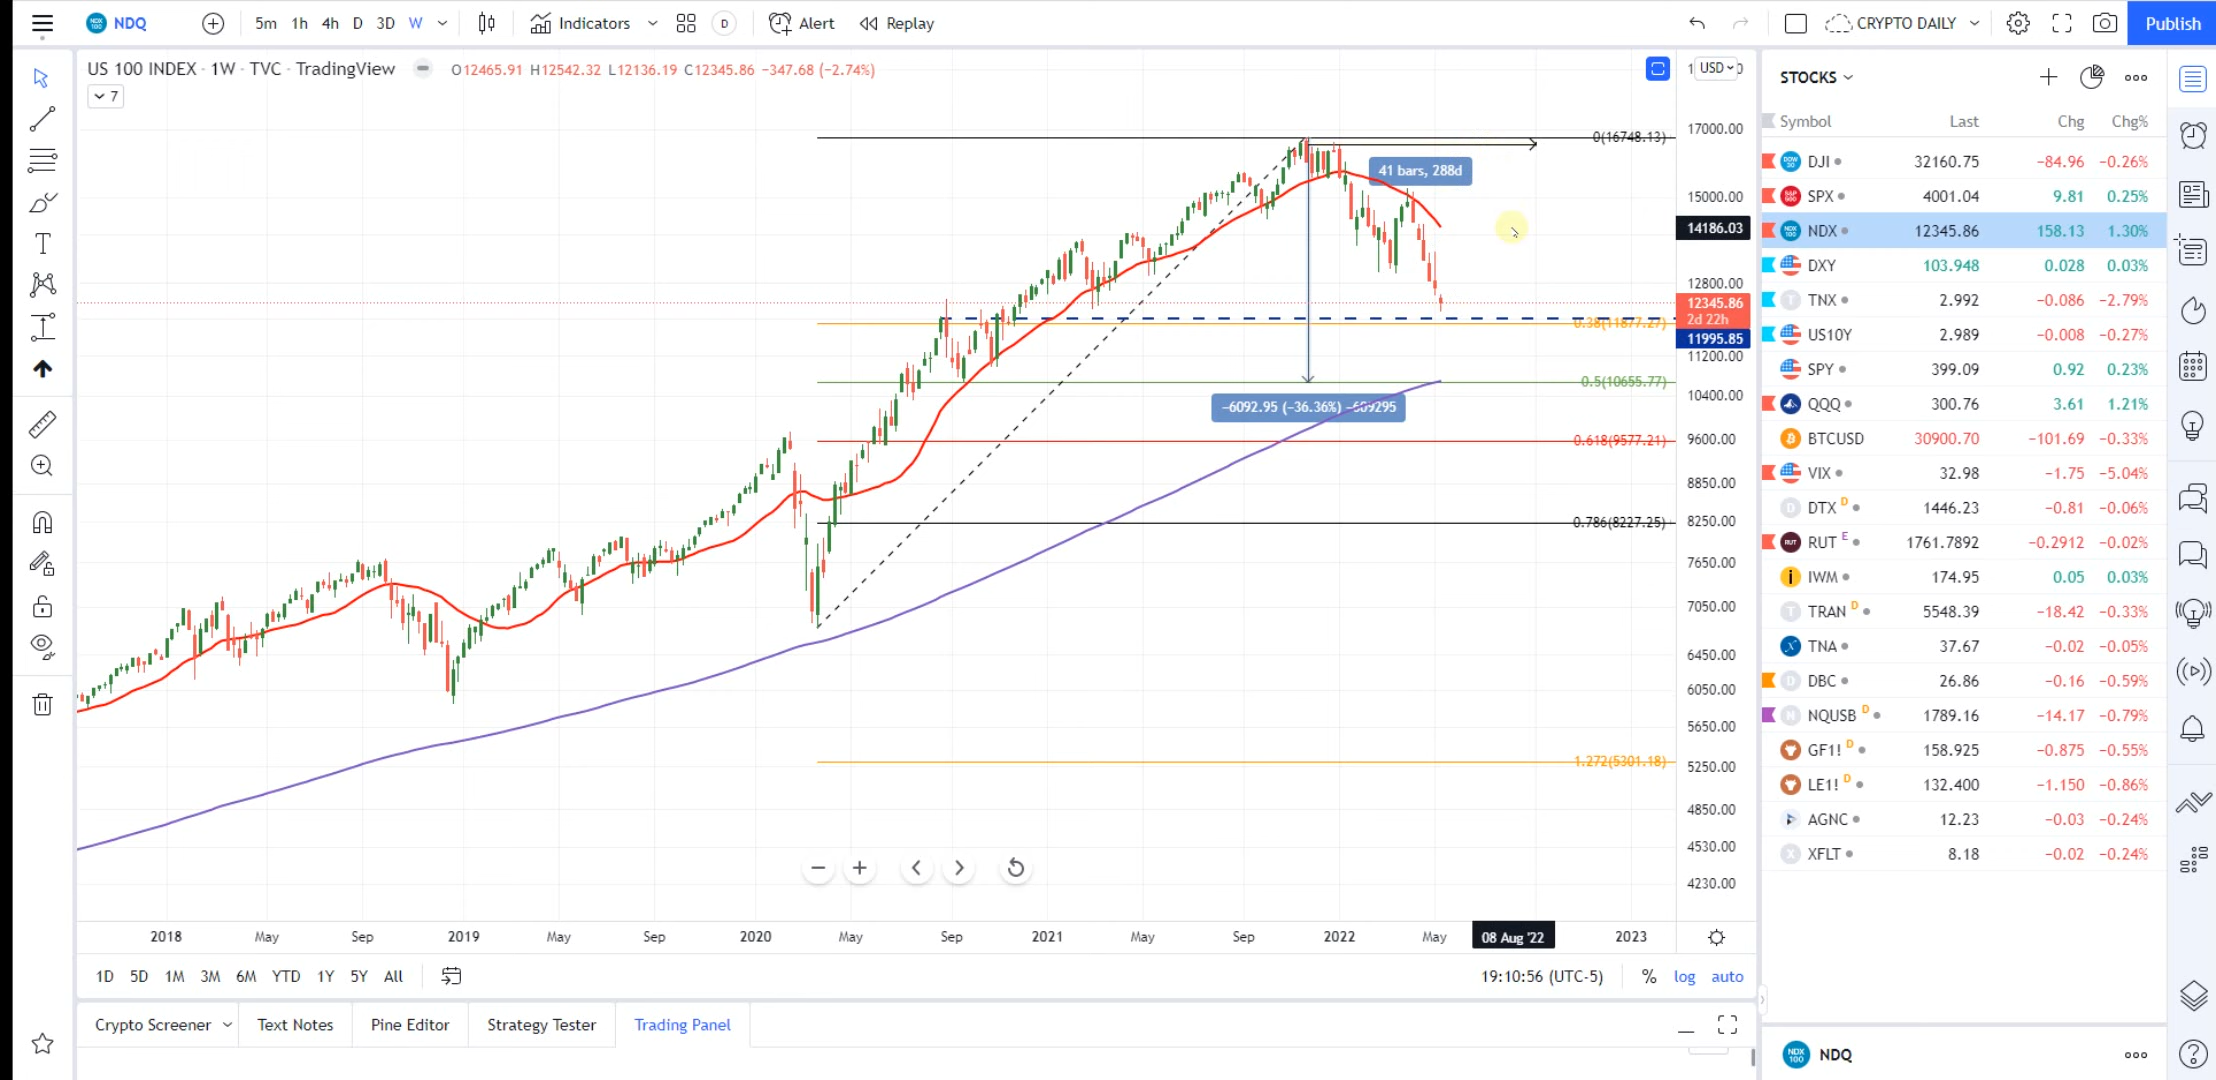 NDQ 5m 1h 4h D 3D W Indicators D Alert Replay CRYPTO DAILY Publish
US 100 INDEX · 1W · TVC · TradingView O12465.91 H12542.32 L12136.19 C12345.86 −347.68 (−2.74%)
7
USD
17000.00
15000.00
14186.03
12800.00
12345.86
2d 22h
11995.85
11200.00
10400.00
9600.00
8850.00
8250.00
7650.00
7050.00
6450.00
6050.00
5650.00
5250.00
4850.00
4530.00
4230.00
0(16748.13)
41 bars, 288d
0.38(11877.27)
0.5(10655.77)
−6092.95 (−36.36%) −609295
0.618(9577.21)
0.786(8227.25)
1.272(5301.18)
2018 May Sep 2019 May Sep 2020 May Sep 2021 May Sep 2022 May 08 Aug '22 2023
1D 5D 1M 3M 6M YTD 1Y 5Y All 19:10:56 (UTC-5) % log auto
Crypto Screener Text Notes Pine Editor Strategy Tester Trading Panel
STOCKS
Symbol Last Chg Chg%
DJI 32160.75 −84.96 −0.26%
SPX 4001.04 9.81 0.25%
NDX 12345.86 158.13 1.30%
DXY 103.948 0.028 0.03%
TNX 2.992 −0.086 −2.79%
US10Y 2.989 −0.008 −0.27%
SPY 399.09 0.92 0.23%
QQQ 300.76 3.61 1.21%
BTCUSD 30900.70 −101.69 −0.33%
VIX 32.98 −1.75 −5.04%
DTX D 1446.23 −0.81 −0.06%
RUT E 1761.7892 −0.2912 −0.02%
IWM 174.95 0.05 0.03%
TRAN D 5548.39 −18.42 −0.33%
TNA 37.67 −0.02 −0.05%
DBC 26.86 −0.16 −0.59%
NQUSB D 1789.16 −14.17 −0.79%
GF1! D 158.925 −0.875 −0.55%
LE1! D 132.400 −1.150 −0.86%
AGNC 12.23 −0.03 −0.24%
XFLT 8.18 −0.02 −0.24%
NDQ